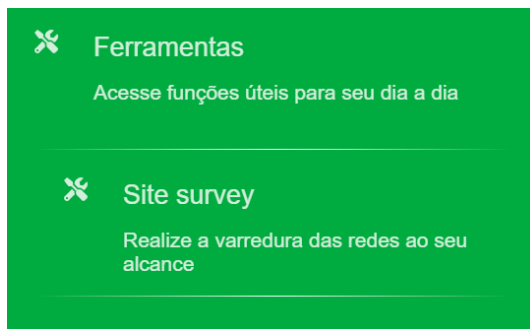 Ferramentas
Acesse funções úteis para seu dia a dia
Site survey
Realize a varredura das redes ao seu
alcance